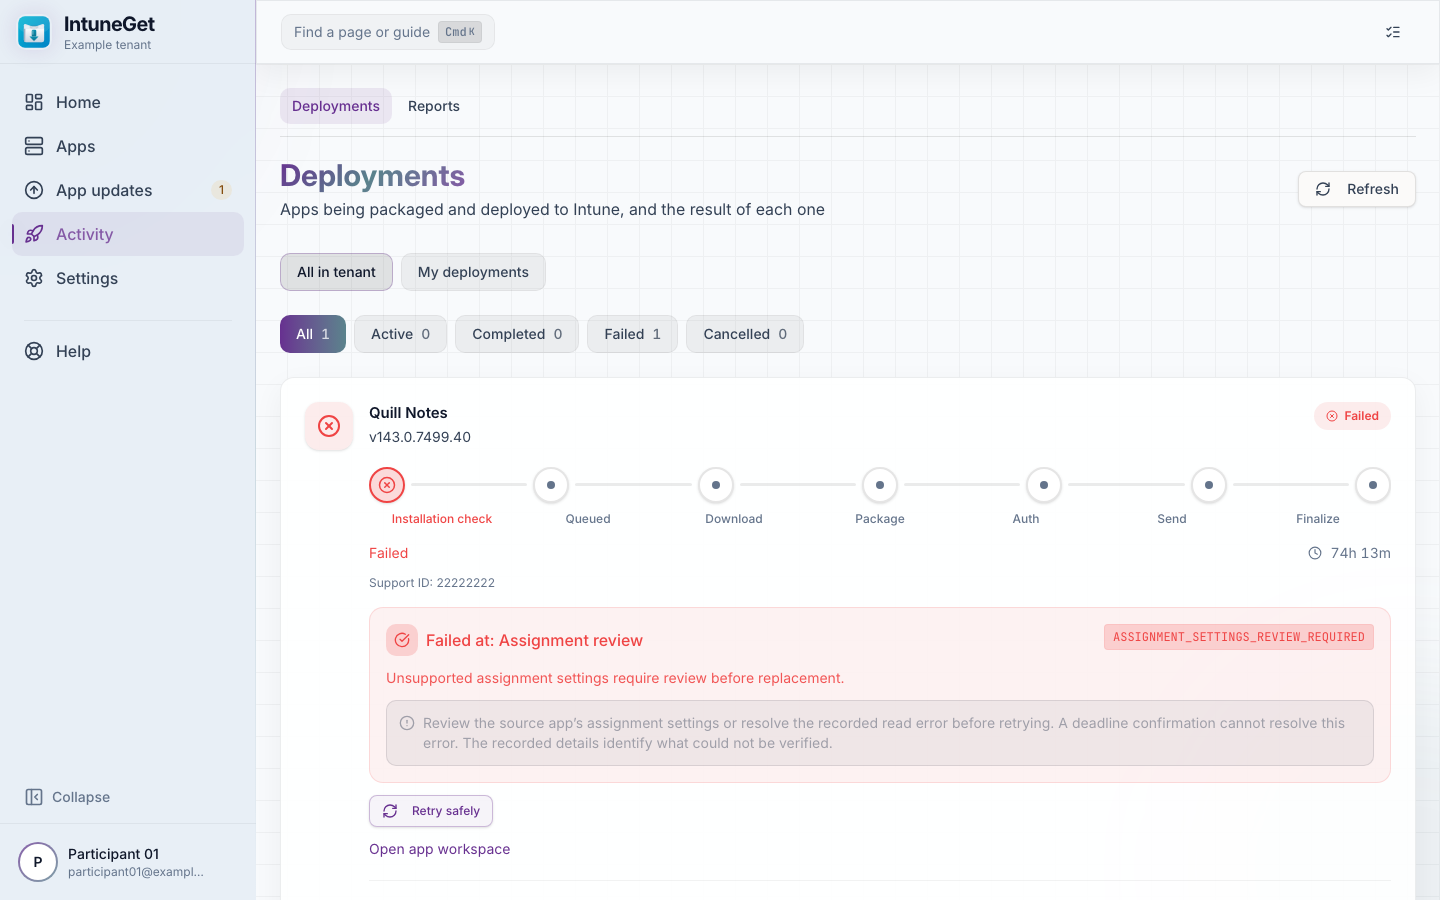 IntuneGet
Example tenant
Find a page or guide Cmd K
Home
Apps
App updates 1
Activity
Settings
Help
Collapse
P
Participant 01
participant01@exampl...
Deployments Reports
Deployments
Apps being packaged and deployed to Intune, and the result of each one
Refresh
All in tenant My deployments
All 1 Active 0 Completed 0 Failed 1 Cancelled 0
Quill Notes
v143.0.7499.40
Failed
Installation check Queued Download Package Auth Send Finalize
Failed 74h 13m
Support ID: 22222222
Failed at: Assignment review ASSIGNMENT_SETTINGS_REVIEW_REQUIRED
Unsupported assignment settings require review before replacement.
Review the source app's assignment settings or resolve the recorded read error before retrying. A deadline confirmation cannot resolve this
error. The recorded details identify what could not be verified.
Retry safely
Open app workspace